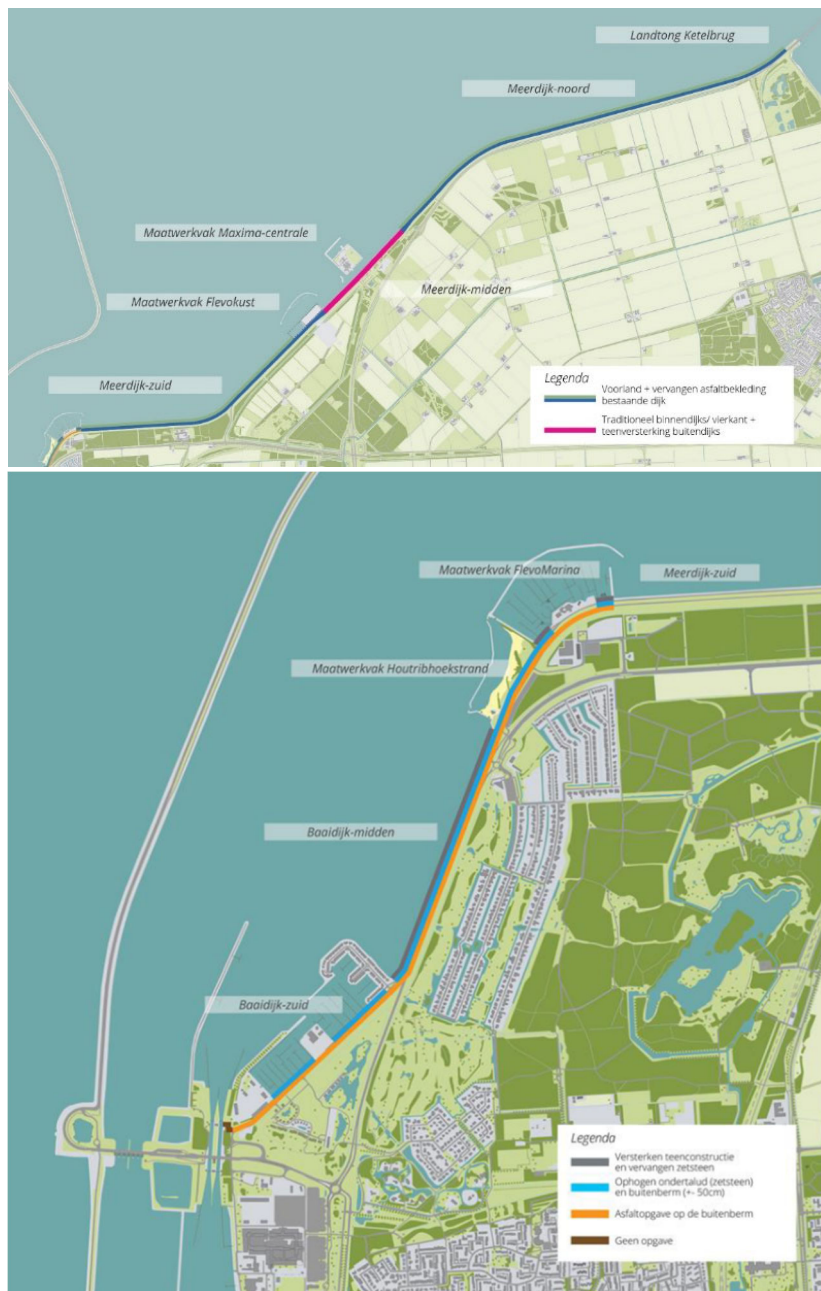 Landtong Ketelbrug
Meerdijk-noord
Maatwerkvak Maxima-centrale
Meerdijk-midden
Maatwerkvak Flevokust
Meerdijk-zuid
Legenda
Voorland + vervangen asfaltbekleding
bestaande dijk
Traditioneel binnendijks/ vierkant +
teenversterking buitendijks
Maatwerkvak FlevoMarina
Meerdijk-zuid
Maatwerkvak Houtribhoekstrand
Baaidijk-midden
Baaidijk-zuid
Legenda
Versterken teenconstructie
en vervangen zetsteen
Ophogen ondertalud (zetsteen)
en buitenberm (+- 50cm)
Asfaltopgave op de buitenberm
Geen opgave